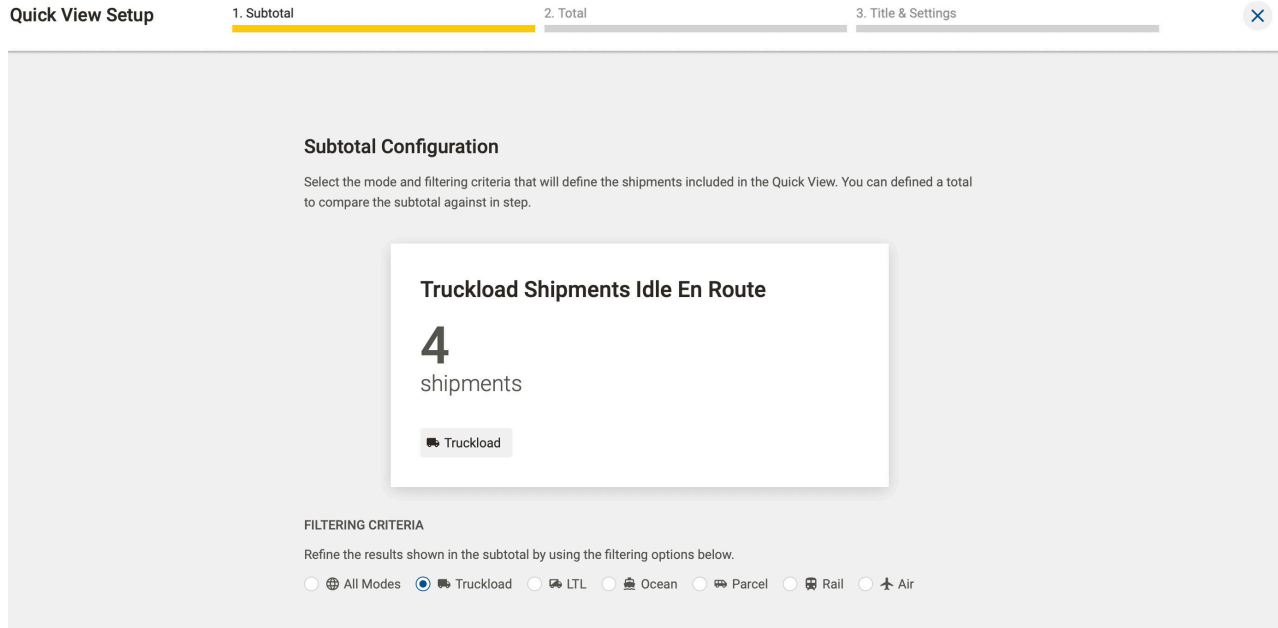 Quick View Setup
1. Subtotal
2. Total
3. Title & Settings
Subtotal Configuration
Select the mode and filtering criteria that will define the shipments included in the Quick View. You can defined a total
to compare the subtotal against in step.
Truckload Shipments Idle En Route
4
shipments
Truckload
FILTERING CRITERIA
Refine the results shown in the subtotal by using the filtering options below.
All Modes Truckload LTL Ocean Parcel Rail Air